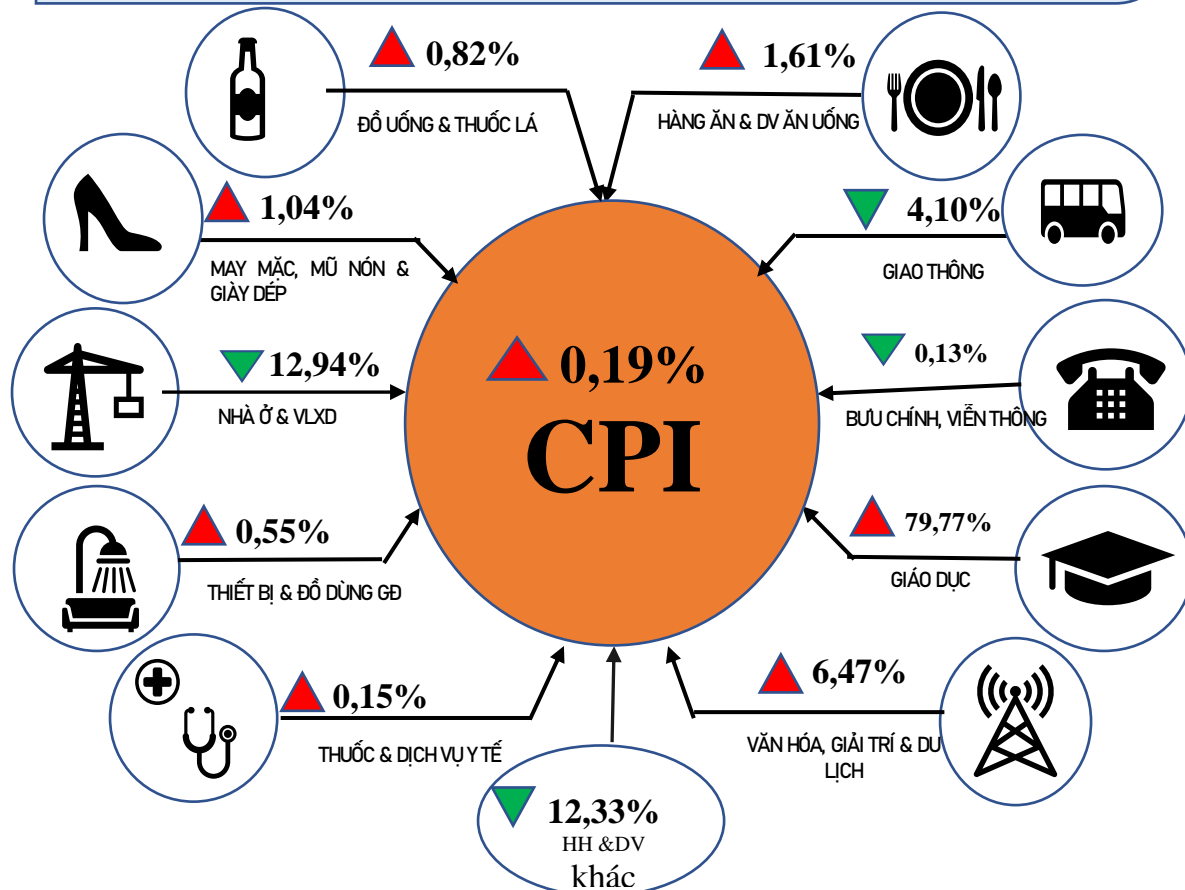 0,82%
ĐỒ UỐNG & THUỐC LÁ
1,61%
HÀNG ĂN & DV ĂN UỐNG
1,04%
MAY MẶC, MŨ NÓN &
GIÀY DÉP
4,10%
GIAO THÔNG
12,94%
NHÀ Ở & VLXD
0,19%
CPI
0,13%
BƯU CHÍNH, VIỄN THÔNG
0,55%
THIẾT BỊ & ĐỒ DÙNG GĐ
79,77%
GIÁO DỤC
0,15%
THUỐC & DỊCH VỤ Y TẾ
6,47%
VĂN HÓA, GIẢI TRÍ & DU
LỊCH
12,33%
HH &DV
khác